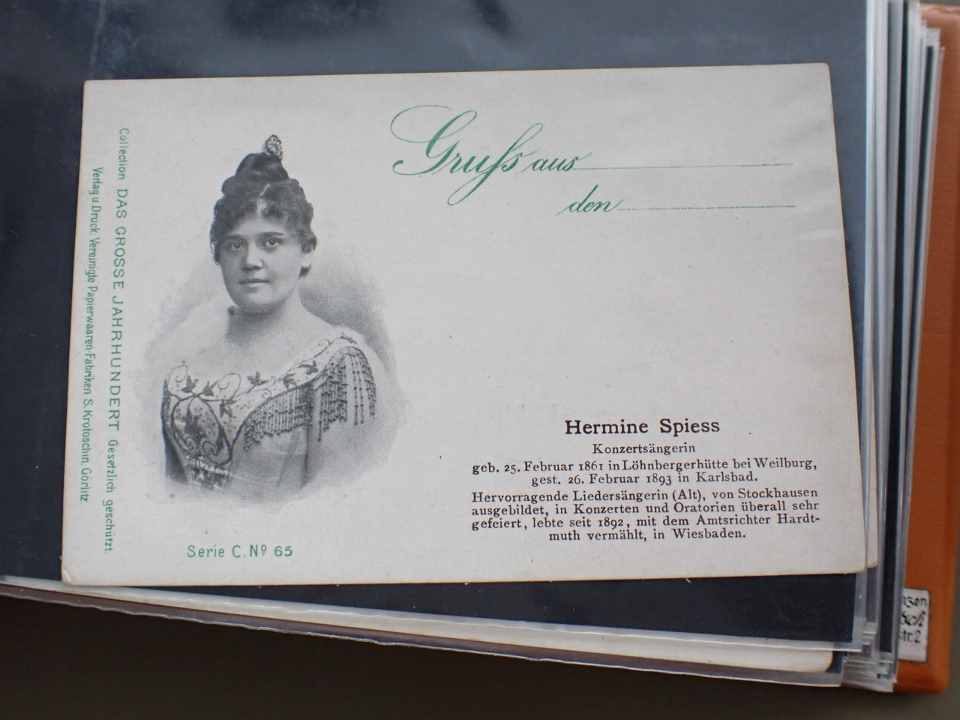 Collection DAS GROSSE JAHRHUNDERT Gesetzlich geschützt.
Verlag u. Druck. Vereinigte Papierwaaren-Fabriken S. Krotoschin, Görlitz.
Gruß aus
den
Hermine Spiess
Konzertsängerin
geb. 25. Februar 1861 in Löhnbergerhütte bei Weilburg,
gest. 26. Februar 1893 in Karlsbad.
Hervorragende Liedersängerin (Alt), von Stockhausen
ausgebildet, in Konzerten und Oratorien überall sehr
gefeiert, lebte seit 1892, mit dem Amtsrichter Hardt-
muth vermählt, in Wiesbaden.
Serie C. Nº 65
tr. 2